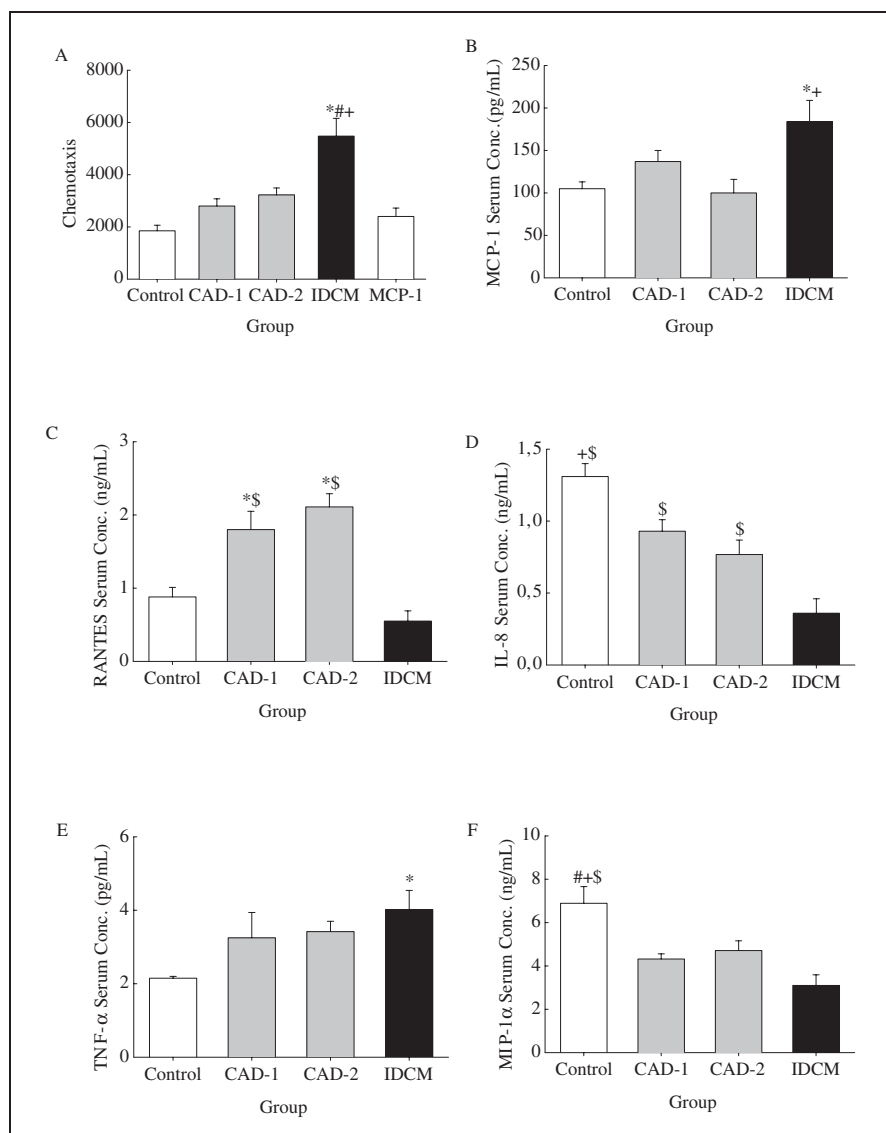 A
8000
6000
4000
2000
0
Chemotaxis
*#+
Control CAD-1 CAD-2 IDCM MCP-1
Group
B
250
200
150
100
50
0
MCP-1 Serum Conc.(pg/mL)
*+
Control CAD-1 CAD-2 IDCM
Group
C
3
2
1
0
RANTES Serum Conc. (ng/mL)
*$
*$
Control CAD-1 CAD-2 IDCM
Group
D
1,5
1,0
0,5
0,0
IL-8 Serum Conc. (ng/mL)
+$
$
$
Control CAD-1 CAD-2 IDCM
Group
E
6
4
2
0
TNF-α Serum Conc. (pg/mL)
*
Control CAD-1 CAD-2 IDCM
Group
F
10
8
6
4
2
0
MIP-1α Serum Conc. (ng/mL)
#+$
Control CAD-1 CAD-2 IDCM
Group